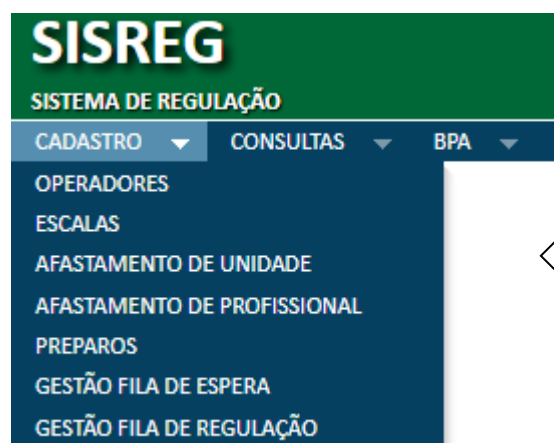 SISREG
SISTEMA DE REGULAÇÃO
CADASTRO CONSULTAS BPA
OPERADORES
ESCALAS
AFASTAMENTO DE UNIDADE
AFASTAMENTO DE PROFISSIONAL
PREPAROS
GESTÃO FILA DE ESPERA
GESTÃO FILA DE REGULAÇÃO